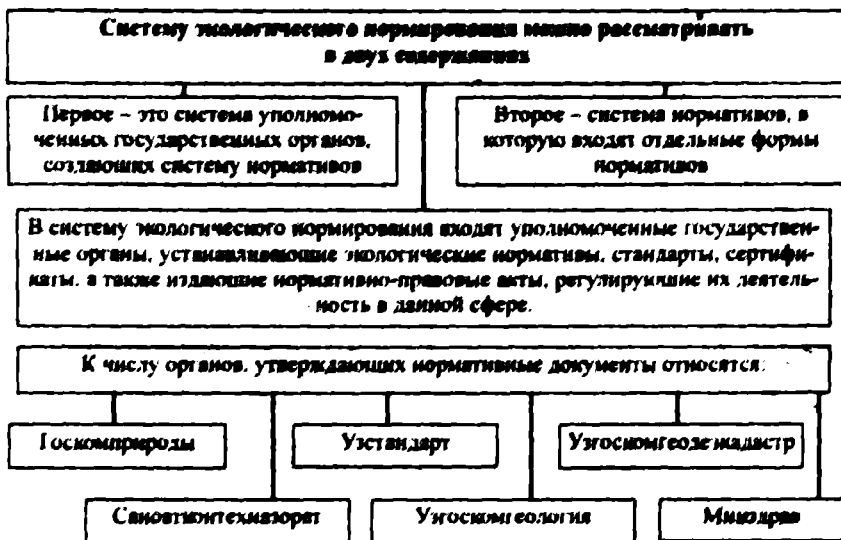 Систему экологического нормирования можно рассматривать
в двух содержаниях
Первое – это система уполномо-
ченных государственных органов,
создающих систему нормативов
Второе – система нормативов, в
которую входят отдельные формы
нормативов
В систему экологического нормирования входят уполномоченные государствен-
ные органы, устанавливающие экологические нормативы, стандарты, сертифи-
каты, а также издающие нормативно-правовые акты, регулирующие их деятель-
ность в данной сфере.
К числу органов, утверждающих нормативные документы относятся:
Госкомприроды
Узстандарт
Узгоскомгеодезкадастр
Саноатконтехназорат
Узгоскомгеология
Минздрав